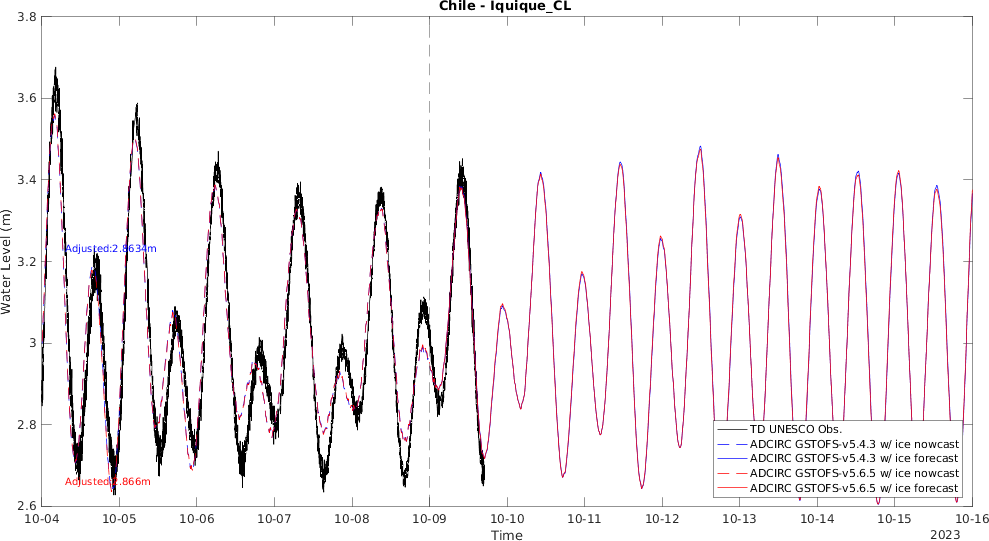 Chile - Iquique_CL
3.8
3.6
3.4
3.2
3
2.8
2.6
Water Level (m)
Adjusted:2.8634m
Adjusted:2.866m
TD UNESCO Obs.
ADCIRC GSTOFS-v5.4.3 w/ ice nowcast
ADCIRC GSTOFS-v5.4.3 w/ ice forecast
ADCIRC GSTOFS-v5.6.5 w/ ice nowcast
ADCIRC GSTOFS-v5.6.5 w/ ice forecast
10-04 10-05 10-06 10-07 10-08 10-09 10-10 10-11 10-12 10-13 10-14 10-15 10-16
Time
2023